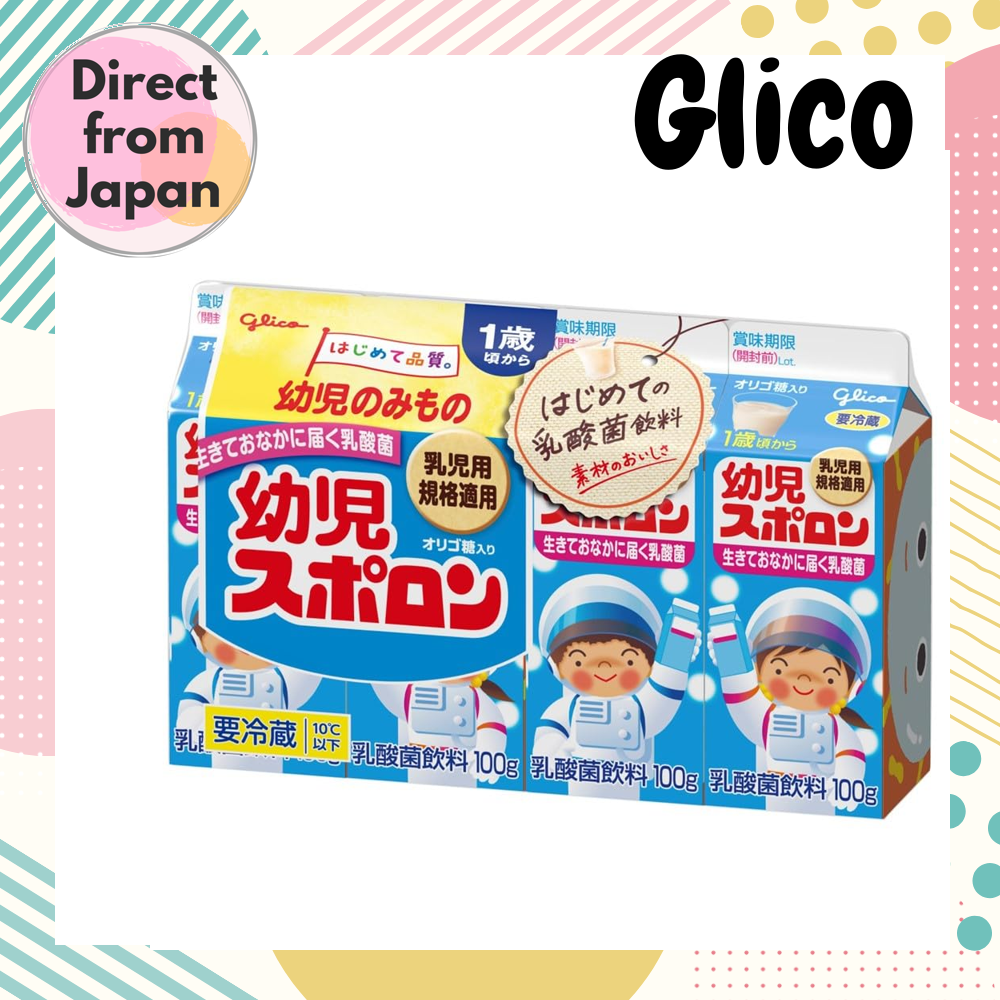 Direct
from
Japan
Glico
賞味
glico
はじめて品質。
幼児のみもの
1歳
頃から
生きておなかに届く乳酸菌
乳児用
規格適用
幼児
スポロン
オリゴ糖入り
要冷蔵
10℃
以下
賞味期限
はじめての
乳酸菌飲料
素材のおいしさ
スポロン
生きておなかに届く乳酸菌
乳酸菌飲料 100g
乳酸菌飲料 100g
賞味期限
(開封前)Lot.
オリゴ糖入り
glico
要冷蔵
1歳頃から
乳児用
規格適用
幼児
スポロン
生きておなかに届く乳酸菌
乳酸菌飲料 100g